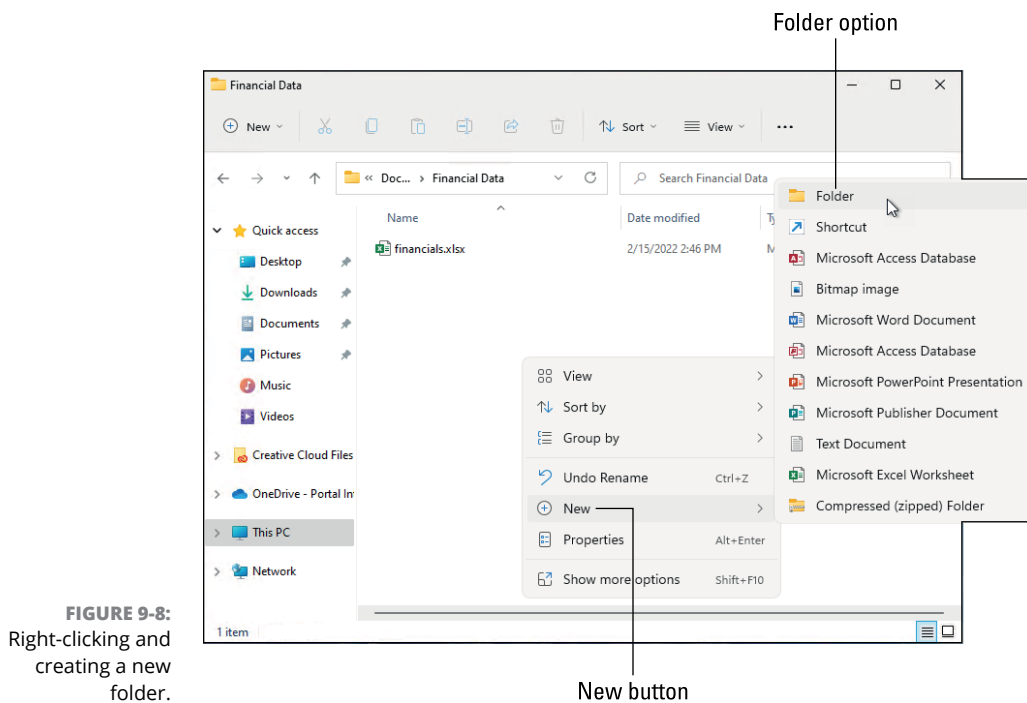 Folder option
Financial Data
New
Sort
View
Doc... › Financial Data
Search Financial Data
Name
Date modified
Ty
financials.xlsx
2/15/2022 2:46 PM
M
Quick access
Desktop
Downloads
Documents
Pictures
Music
Videos
Creative Cloud Files
OneDrive - Portal In
This PC
Network
1 item
View
Sort by
Group by
Undo Rename Ctrl+Z
New
Properties Alt+Enter
Show more options Shift+F10
Folder
Shortcut
Microsoft Access Database
Bitmap image
Microsoft Word Document
Microsoft Access Database
Microsoft PowerPoint Presentation
Microsoft Publisher Document
Text Document
Microsoft Excel Worksheet
Compressed (zipped) Folder
New button
FIGURE 9-8:
Right-clicking and
creating a new
folder.